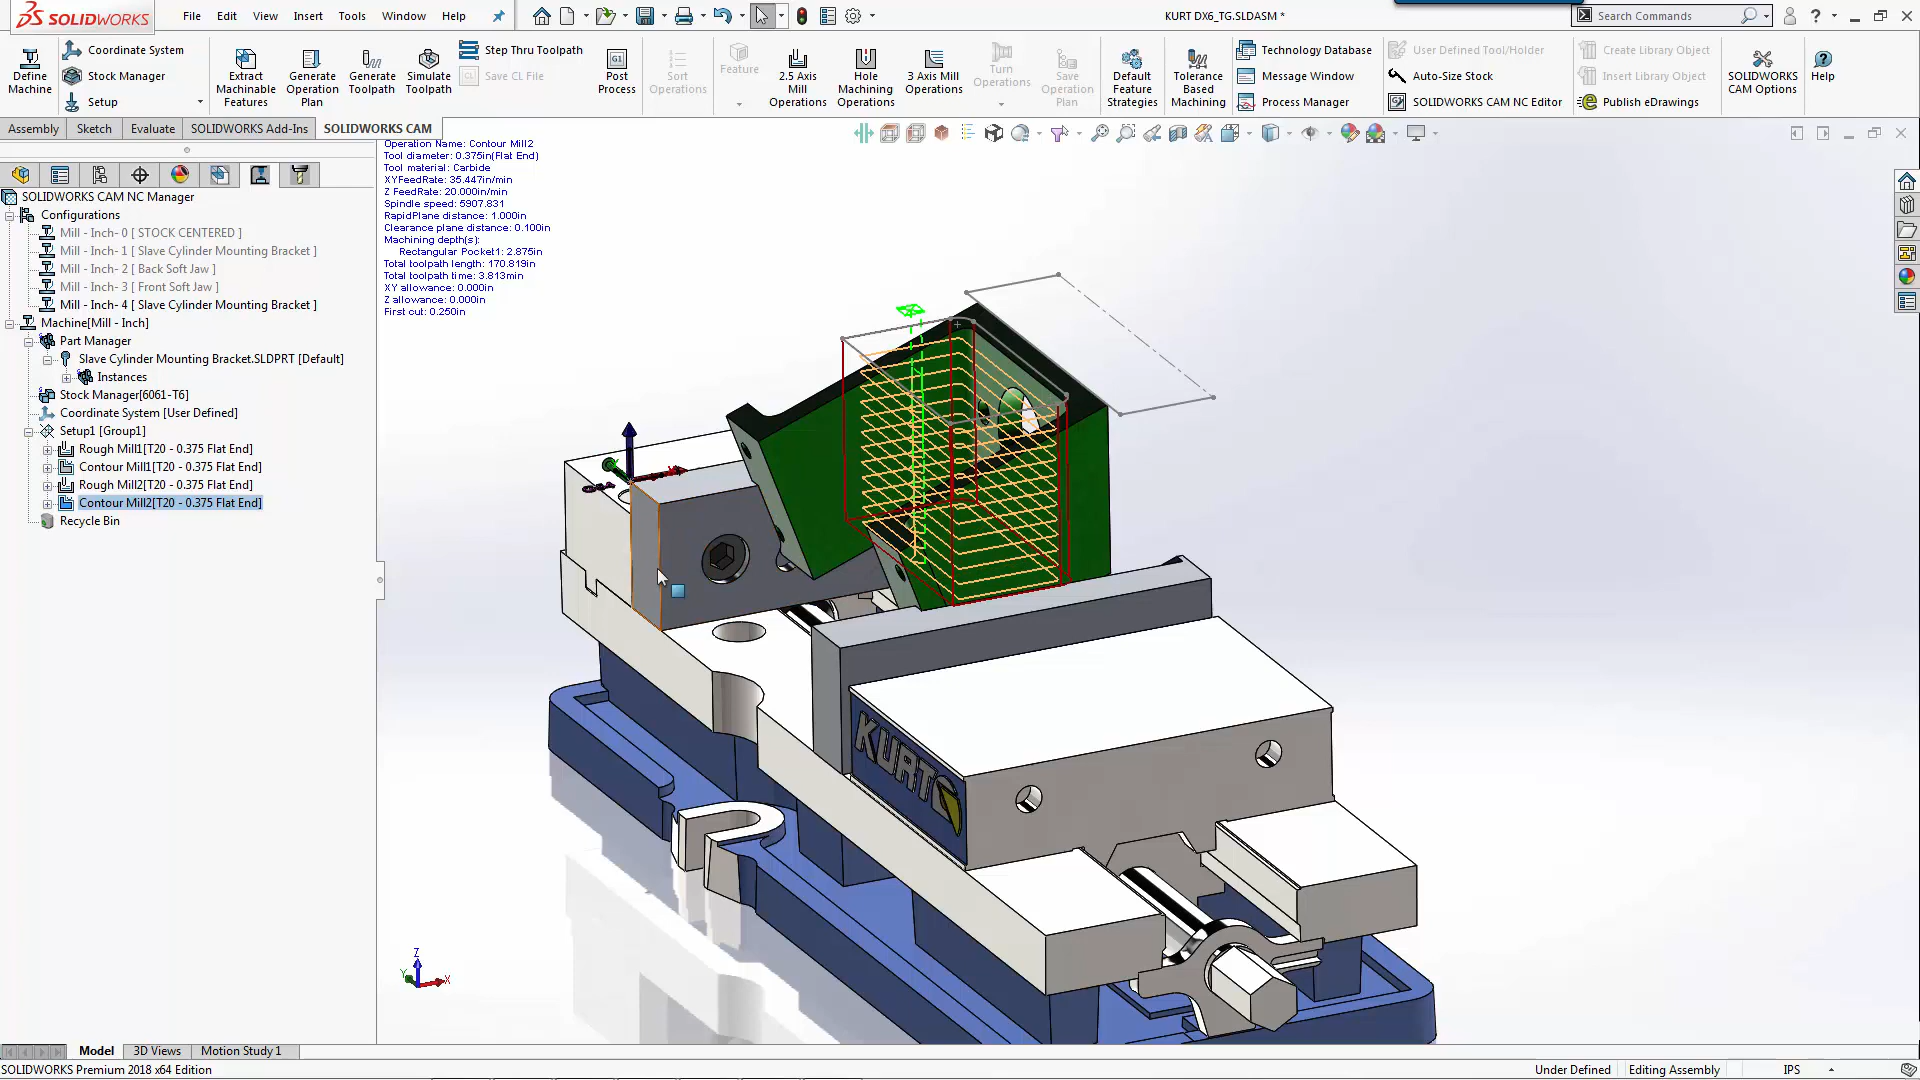 SOLIDWORKS
File Edit View Insert Tools Window Help
KURT DX6_TG.SLDASM *
Search Commands
Define Machine
Coordinate System
Stock Manager
Setup
Extract Machinable Features
Generate Operation Plan
Generate Toolpath
Simulate Toolpath
Step Thru Toolpath
Save CL File
G1
Post Process
Sort Operations
Feature
2.5 Axis Mill Operations
Hole Machining Operations
3 Axis Mill Operations
Turn Operations
Save Operation Plan
Default Feature Strategies
Tolerance Based Machining
Technology Database
Message Window
Process Manager
User Defined Tool/Holder
Auto-Size Stock
SOLIDWORKS CAM NC Editor
Create Library Object
Insert Library Object
Publish eDrawings
SOLIDWORKS CAM Options
Help
Assembly Sketch Evaluate SOLIDWORKS Add-Ins SOLIDWORKS CAM
SOLIDWORKS CAM NC Manager
Configurations
Mill - Inch- 0 [ STOCK CENTERED ]
Mill - Inch- 1 [ Slave Cylinder Mounting Bracket ]
Mill - Inch- 2 [ Back Soft Jaw ]
Mill - Inch- 3 [ Front Soft Jaw ]
Mill - Inch- 4 [ Slave Cylinder Mounting Bracket ]
Machine[Mill - Inch]
Part Manager
Slave Cylinder Mounting Bracket.SLDPRT [Default]
Instances
Stock Manager[6061-T6]
Coordinate System [User Defined]
Setup1 [Group1]
Rough Mill1[T20 - 0.375 Flat End]
Contour Mill1[T20 - 0.375 Flat End]
Rough Mill2[T20 - 0.375 Flat End]
Contour Mill2[T20 - 0.375 Flat End]
Recycle Bin
Operation Name: Contour Mill2
Tool diameter: 0.375in(Flat End)
Tool material: Carbide
XYFeedRate: 35.447in/min
Z FeedRate: 20.000in/min
Spindle speed: 5907.831
RapidPlane distance: 1.000in
Clearance plane distance: 0.100in
Machining depth(s):
Rectangular Pocket1: 2.875in
Total toolpath length: 170.819in
Total toolpath time: 3.813min
XY allowance: 0.000in
Z allowance: 0.000in
First cut: 0.250in
X
KURT
Z
Y
X
Model 3D Views Motion Study 1
SOLIDWORKS Premium 2018 x64 Edition
Under Defined Editing Assembly IPS